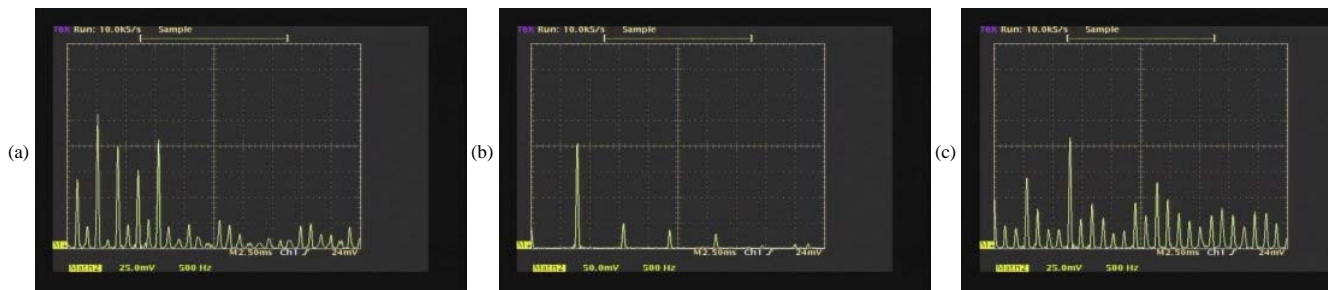 (a)
Tek Run: 10.0kS/s Sample
M2.50ms Ch1 24mV
Math2 25.0mV 500 Hz
(b)
Tek Run: 10.0kS/s Sample
M2.50ms Ch1 24mV
Math2 50.0mV 500 Hz
(c)
Tek Run: 10.0kS/s Sample
M2.50ms Ch1 24mV
Math2 25.0mV 500 Hz